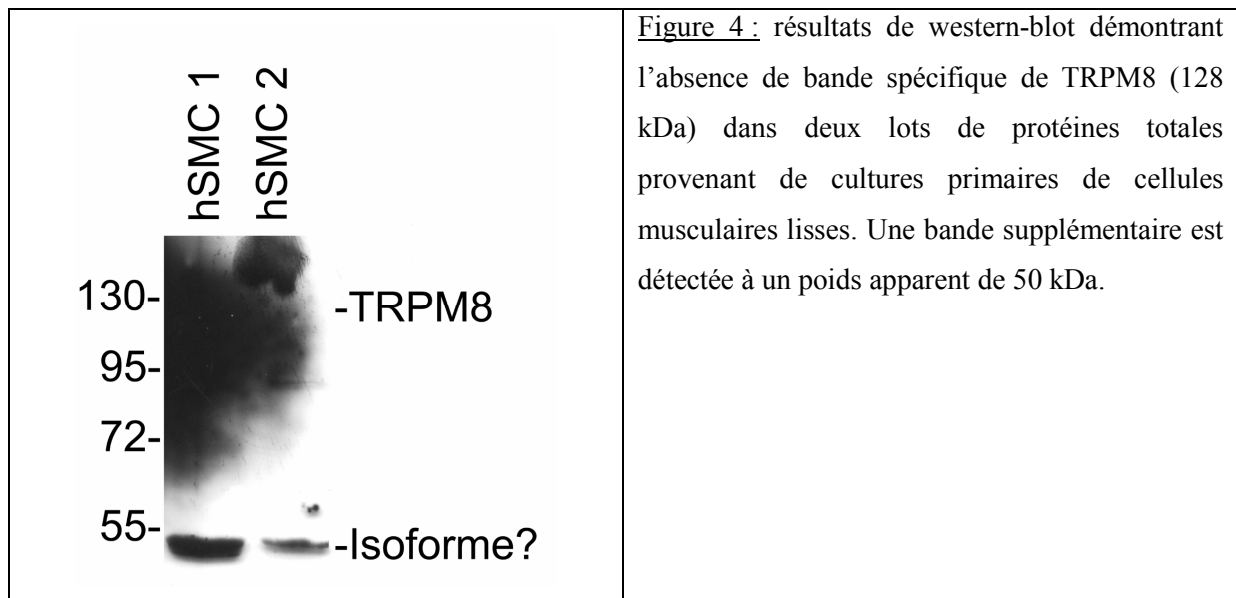 hSMC 1
hSMC 2
130-
-TRPM8
95-
72-
55-
-Isoforme?
Figure 4 : résultats de western-blot démontrant
l’absence de bande spécifique de TRPM8 (128
kDa) dans deux lots de protéines totales
provenant de cultures primaires de cellules
musculaires lisses. Une bande supplémentaire est
détectée à un poids apparent de 50 kDa.